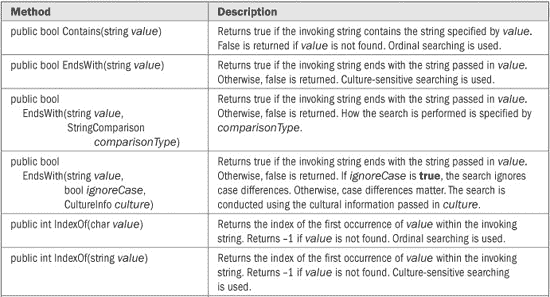 Method Description
public bool Contains(string value) Returns true if the invoking string contains the string specified by value.
False is returned if value is not found. Ordinal searching is used.
public bool EndsWith(string value) Returns true if the invoking string ends with the string passed in value.
Otherwise, false is returned. Culture-sensitive searching is used.
public bool Returns true if the invoking string ends with the string passed in value.
EndsWith(string value, Otherwise, false is returned. How the search is performed is specified by
StringComparison comparisonType.
comparisonType)
public bool Returns true if the invoking string ends with the string passed in value.
EndsWith(string value, Otherwise, false is returned. If ignoreCase is true, the search ignores
bool ignoreCase, case differences. Otherwise, case differences matter. The search is
CultureInfo culture) conducted using the cultural information passed in culture.
public int IndexOf(char value) Returns the index of the first occurrence of value within the invoking
string. Returns –1 if value is not found. Ordinal searching is used.
public int IndexOf(string value) Returns the index of the first occurrence of value within the invoking
string. Returns –1 if value is not found. Culture-sensitive searching
is used.